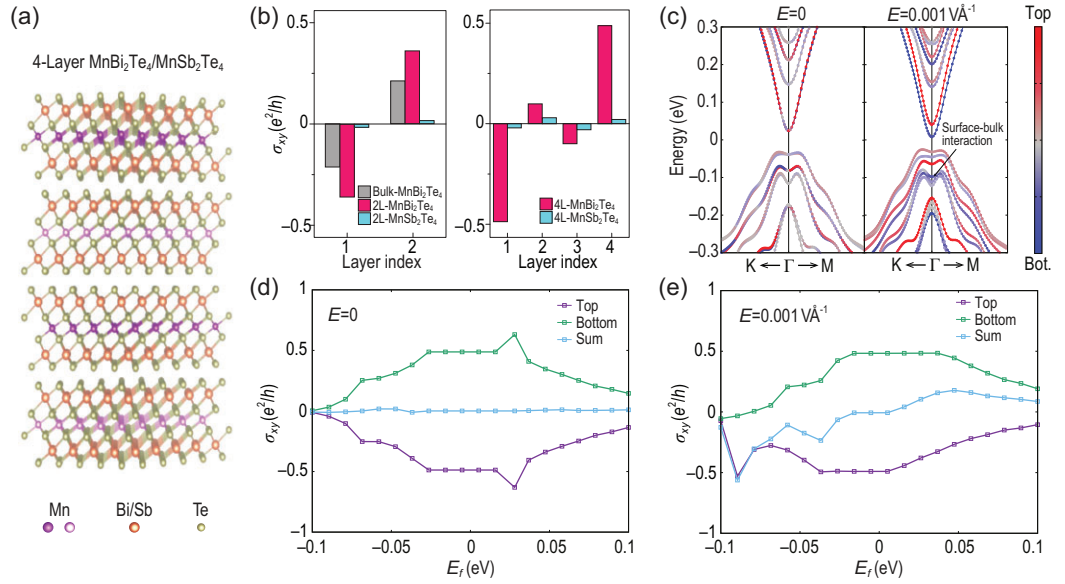 (a)
4-Layer MnBi₂Te₄/MnSb₂Te₄
Mn
Bi/Sb
Te
(b)
σxy(e²/h)
0.5
0
−0.5
Bulk-MnBi₂Te₄
2L-MnBi₂Te₄
2L-MnSb₂Te₄
1
2
Layer index
0.5
0
−0.5
4L-MnBi₂Te₄
4L-MnSb₂Te₄
1
2
3
4
Layer index
(c)
E=0
E=0.001 VÅ⁻¹
Top
Energy (eV)
0.3
0.2
0.1
0
−0.1
−0.2
−0.3
Surface-bulk
interaction
K ← Γ → M
K ← Γ → M
Bot.
(d)
E=0
Top
Bottom
Sum
σxy(e²/h)
1
0.5
0
−0.5
−1
−0.1
−0.05
0
0.05
0.1
Ef (eV)
(e)
E=0.001 VÅ⁻¹
Top
Bottom
Sum
σxy(e²/h)
1
0.5
0
−0.5
−1
−0.1
−0.05
0
0.05
0.1
Ef (eV)